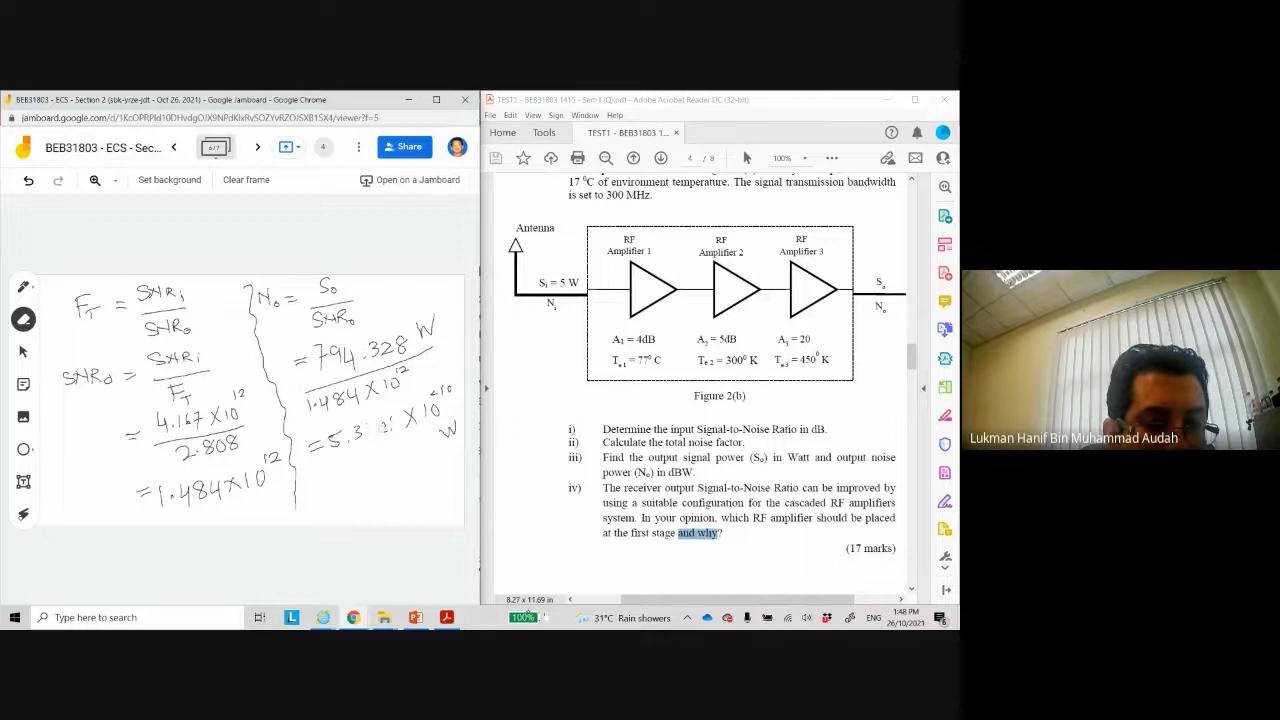 BEB31803 - ECS - Section 2 (sbk-yrze-jdt - Oct 26, 2021) - Google Jamboard - Google Chrome
BEB31803 - ECS - Sec...
6/7
4
Share
Set background
Clear frame
Open on a Jamboard
F_T = SNRi / SNRo
SNRo = SNRi / F_T
= 4.167 × 10^12 / 2.808
= 1.484 × 10^12
No = So / SNRo
= 794.328 W / 1.484 × 10^12
= 5.3
× 10^-10 W
Type here to search
TEST1 - BEB31803 1415 - Sem I (Q).pdf - Adobe Acrobat Reader DC (32-bit)
File Edit View Sign Window Help
Home
Tools
TEST1 - BEB31803 1...
4 / 8
100%
17 ⁰C of environment temperature. The signal transmission bandwidth
is set to 300 MHz.
Antenna
RF
Amplifier 1
RF
Amplifier 2
RF
Amplifier 3
Si = 5 W
Ni
So
No
A1 = 4dB
A2 = 5dB
A3 = 20
Te1 = 77⁰ C
Te2 = 300⁰ K
Te3 = 450⁰ K
Figure 2(b)
i) Determine the input Signal-to-Noise Ratio in dB.
ii) Calculate the total noise factor.
iii) Find the output signal power (So) in Watt and output noise
power (No) in dBW.
iv) The receiver output Signal-to-Noise Ratio can be improved by
using a suitable configuration for the cascaded RF amplifiers
system. In your opinion, which RF amplifier should be placed
at the first stage and why?
(17 marks)
8.27 x 11.69 in
100%
31°C Rain showers
ENG
1:48 PM
26/10/2021
Lukman Hanif Bin Muhammad Audah